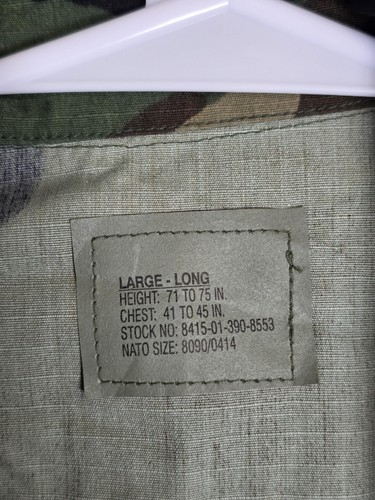 LARGE - LONG
HEIGHT: 71 TO 75 IN.
CHEST: 41 TO 45 IN.
STOCK NO: 8415-01-390-8553
NATO SIZE: 8090/0414